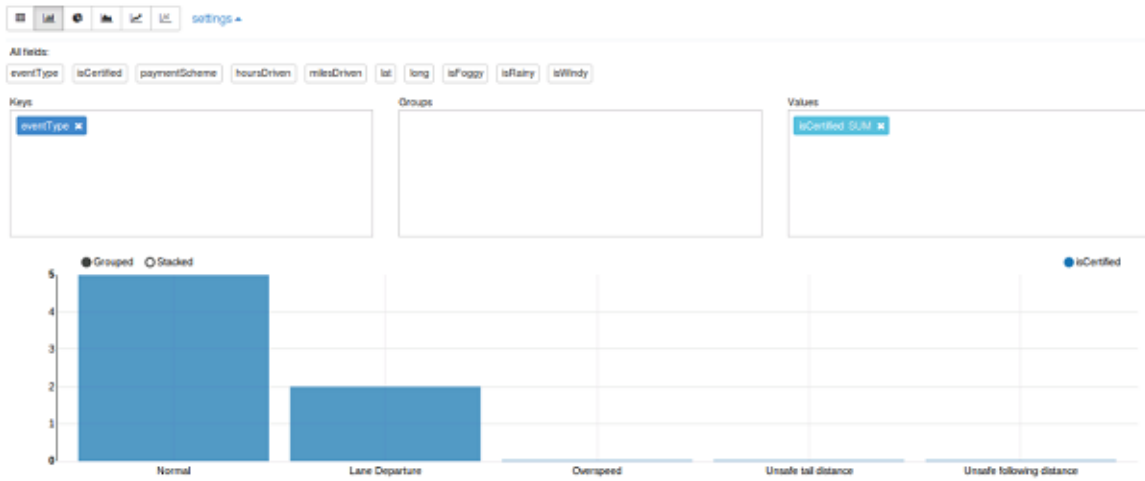 settings
All fields:
eventType isCertified paymentScheme hoursDriven milesDriven lat long isFoggy isRainy isWindy
Keys Groups Values
eventType × isCertified SUM ×
Grouped Stacked isCertified
5
4
3
2
1
0
Normal Lane Departure Overspeed Unsafe tail distance Unsafe following distance